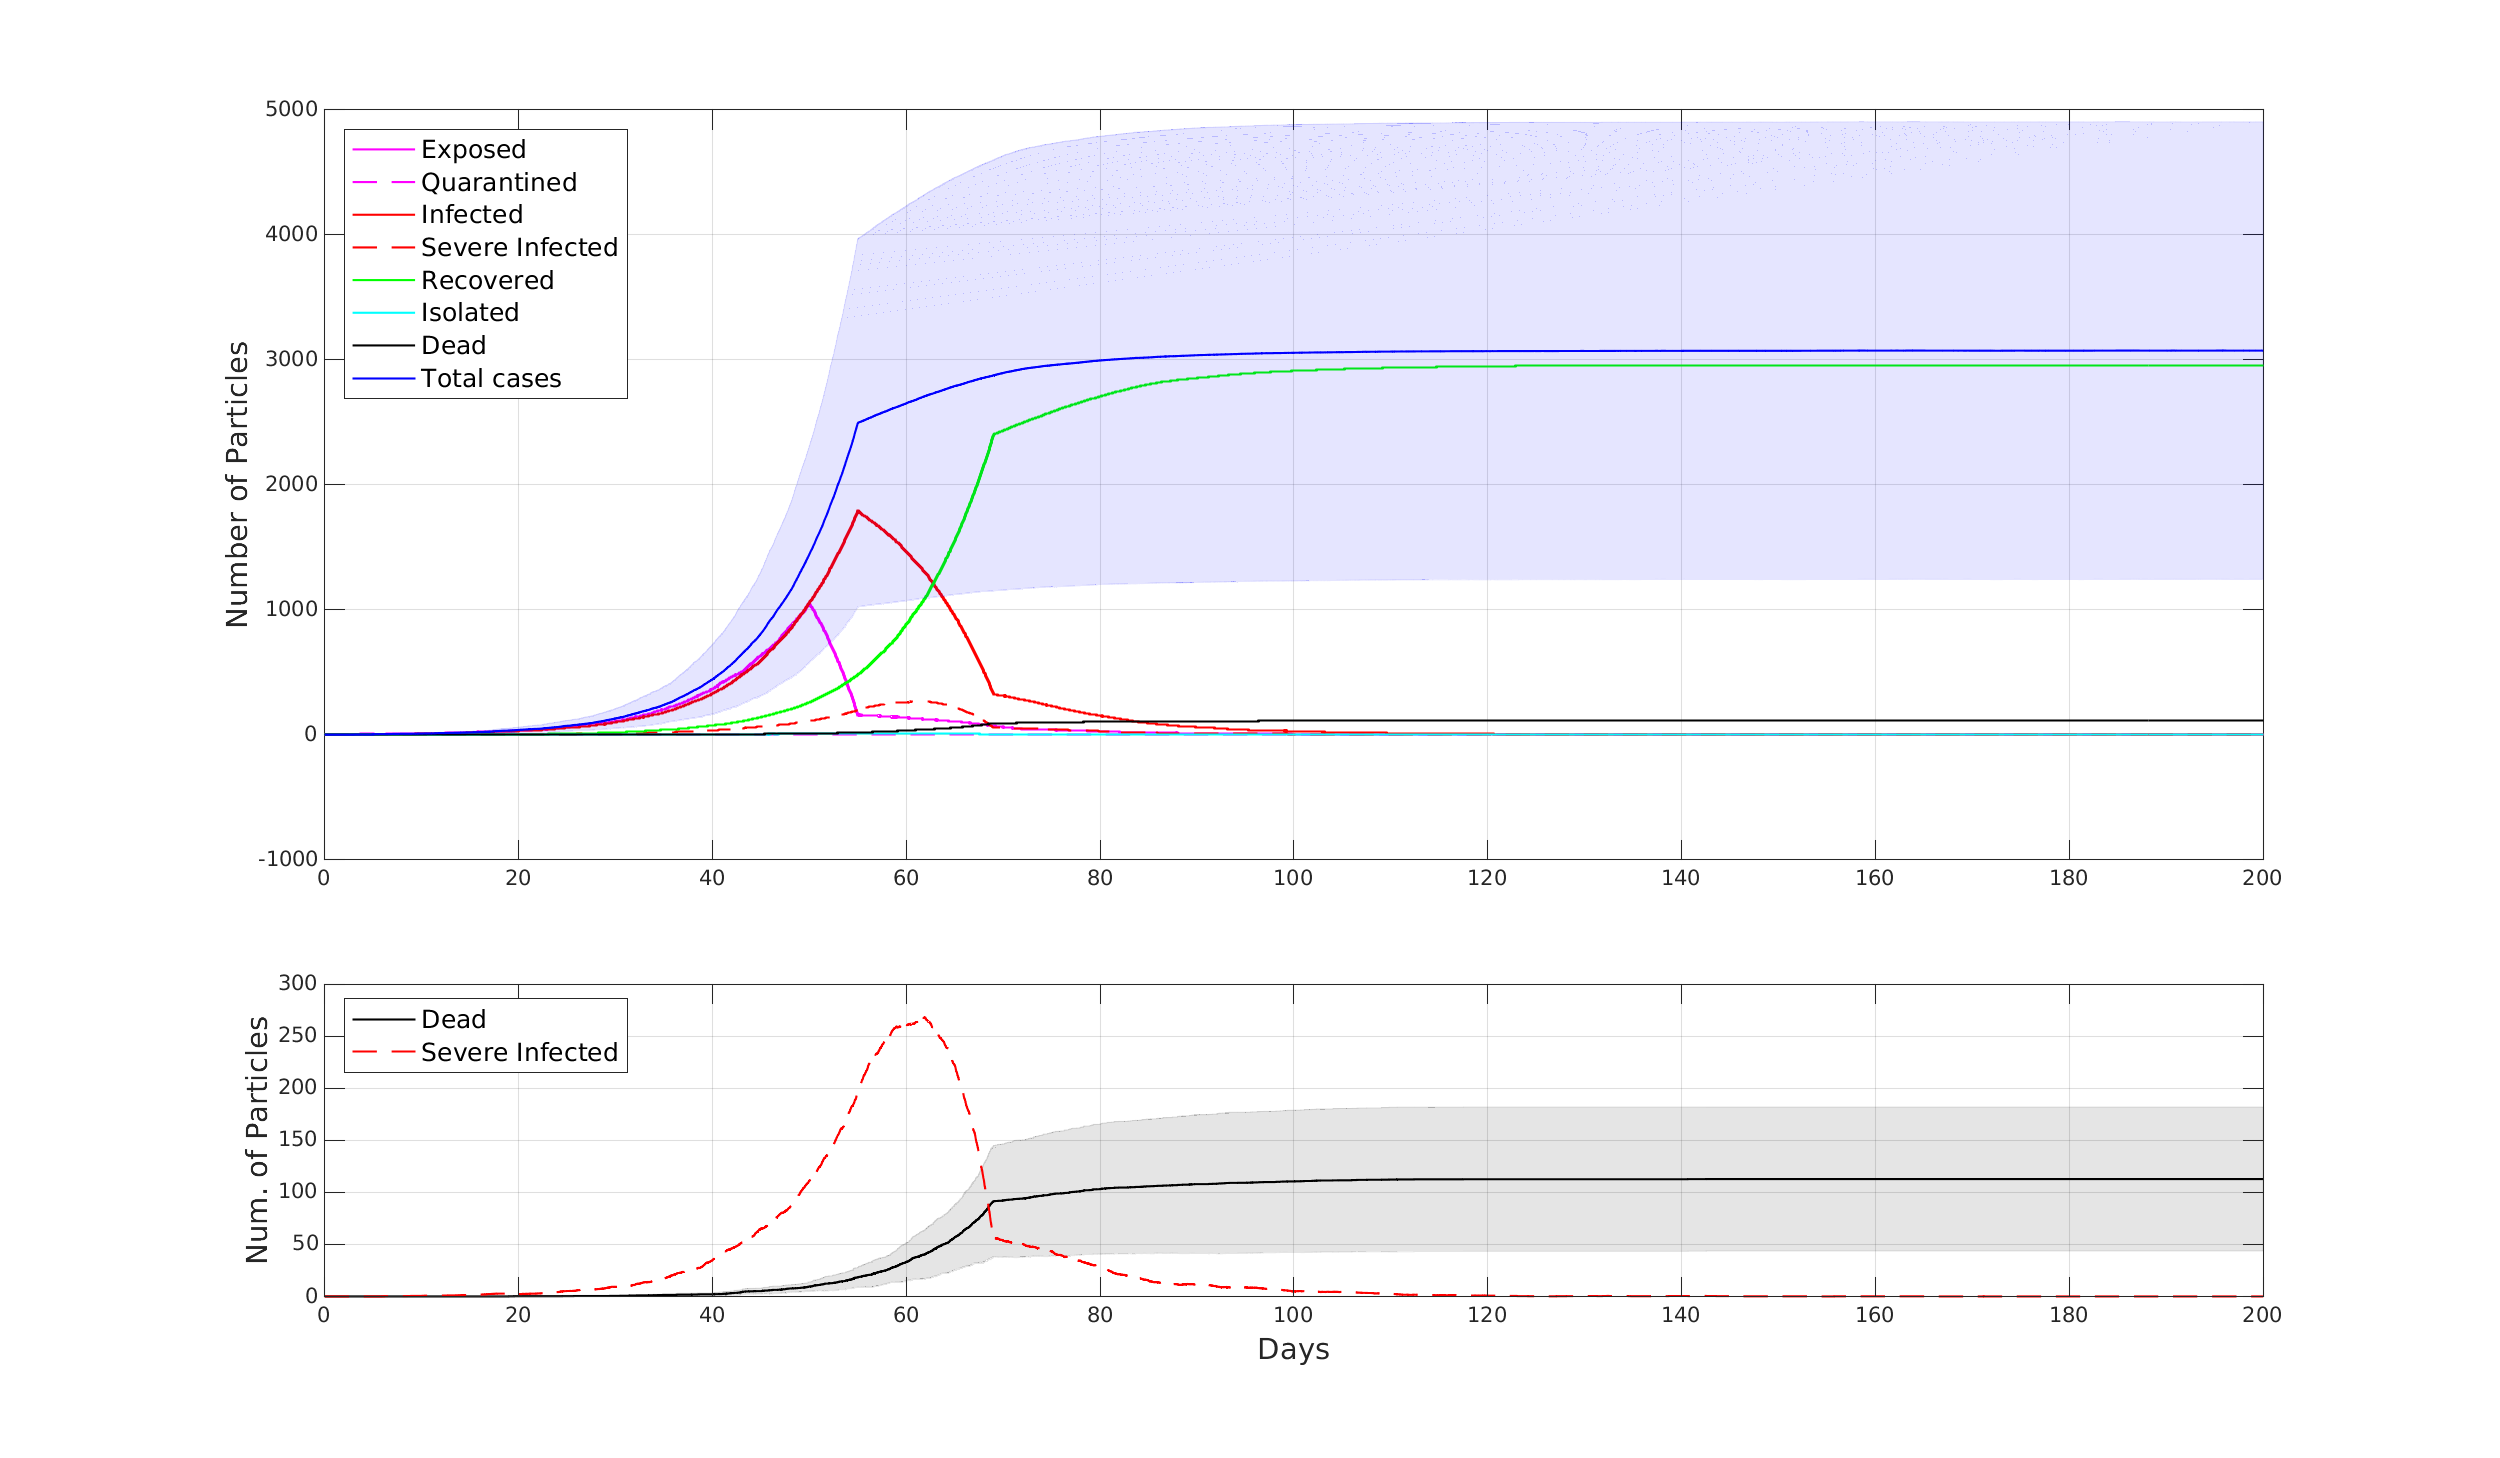 5000
4000
3000
2000
1000
0
-1000
Number of Particles
Exposed
Quarantined
Infected
Severe Infected
Recovered
Isolated
Dead
Total cases
0 20 40 60 80 100 120 140 160 180 200
300
250
200
150
100
50
0
Num. of Particles
Dead
Severe Infected
0 20 40 60 80 100 120 140 160 180 200
Days